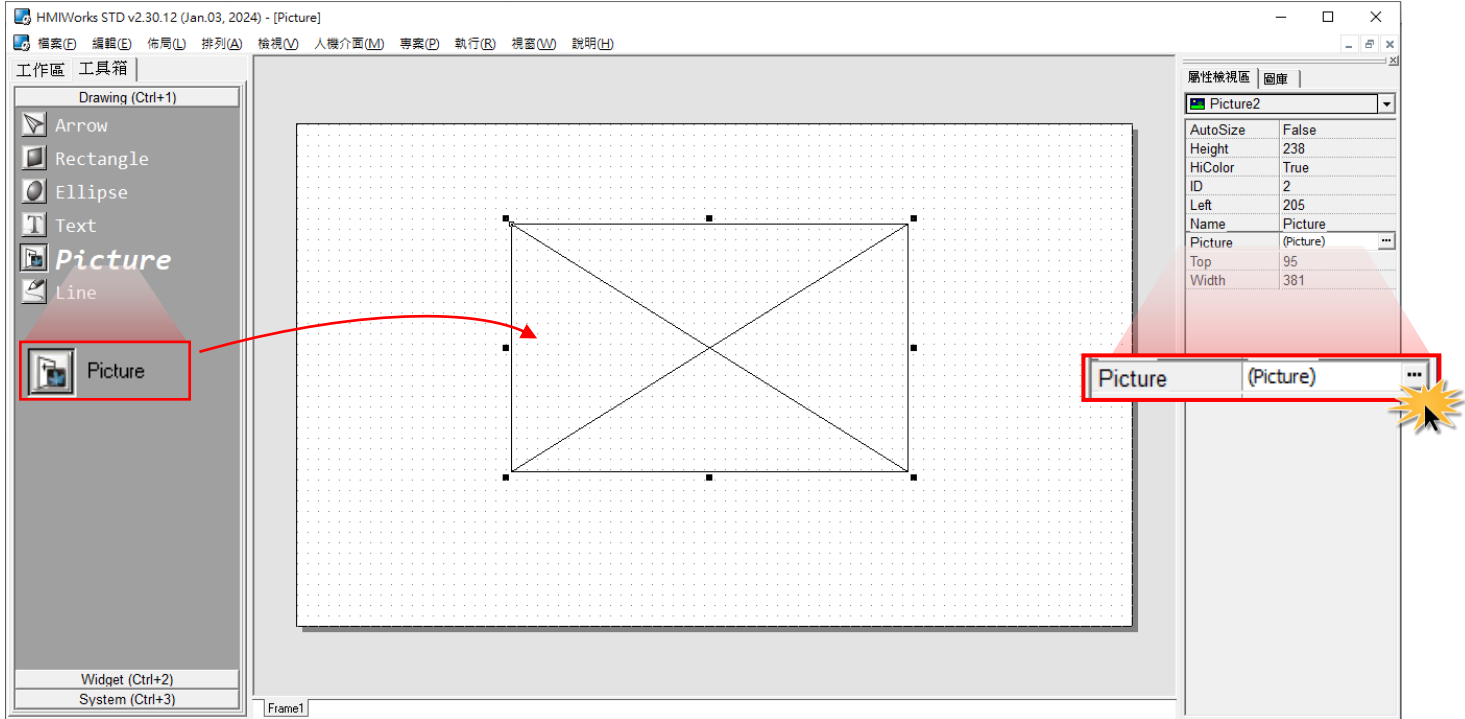 HMIWorks STD v2.30.12 (Jan.03, 2024) - [Picture]
檔案(F) 編輯(E) 佈局(L) 排列(A) 檢視(V) 人機介面(M) 專案(P) 執行(R) 視窗(W) 說明(H)
工作區 工具箱
Drawing (Ctrl+1)
Arrow
Rectangle
Ellipse
Text
Picture
Line
Picture
Widget (Ctrl+2)
System (Ctrl+3)
Frame1
屬性檢視區 圖庫
Picture2
AutoSize False
Height 238
HiColor True
ID 2
Left 205
Name Picture
Picture (Picture) ...
Top 95
Width 381
Picture (Picture) ...